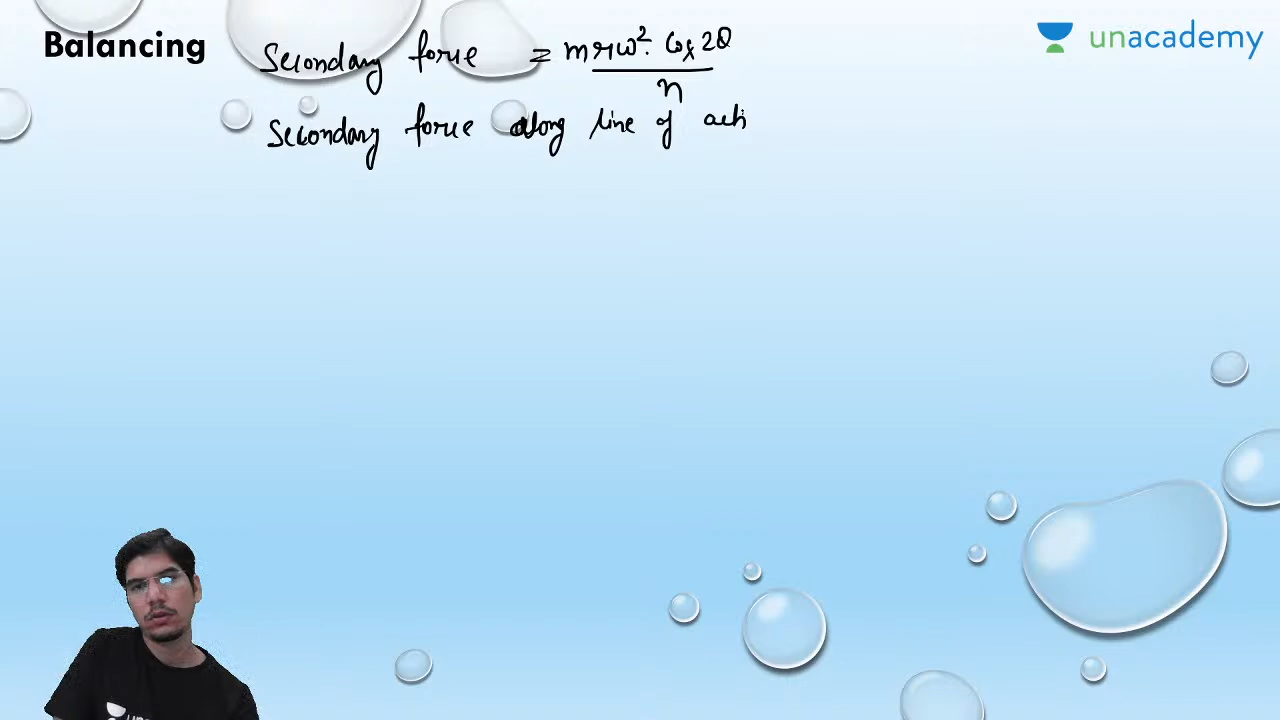 Balancing
unacademy
Secondary force = mrω². Cos 2θ
n
Secondary force along line of acti